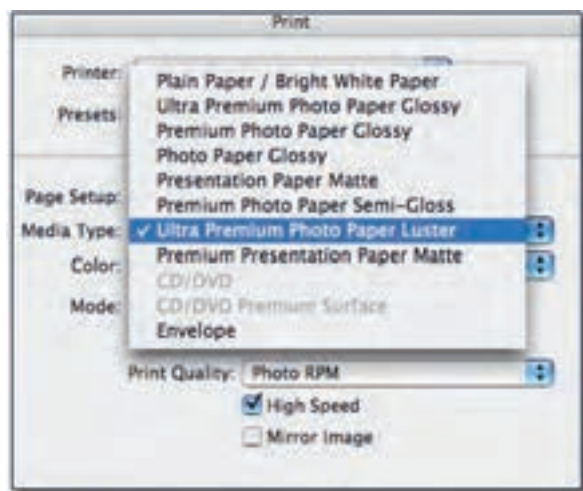 Print
Printer:
Presets
Plain Paper / Bright White Paper
Ultra Premium Photo Paper Glossy
Premium Photo Paper Glossy
Photo Paper Glossy
Presentation Paper Matte
Page Setup:
Premium Photo Paper Semi-Gloss
Media Type: ✓ Ultra Premium Photo Paper Luster
Color:
Premium Presentation Paper Matte
CD/DVD
Mode:
CD/DVD Premium Surface
Envelope
Print Quality: Photo RPM
High Speed
Mirror Image